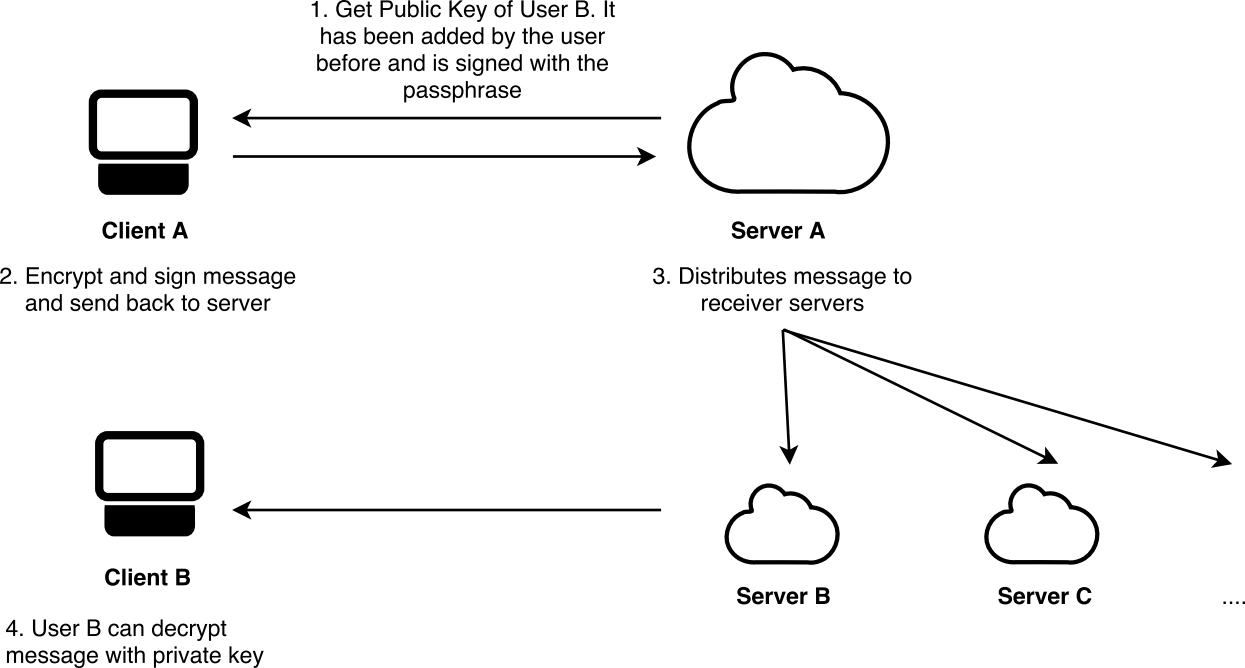 1. Get Public Key of User B. It
has been added by the user
before and is signed with the
passphrase
Client A
Server A
2. Encrypt and sign message
and send back to server
3. Distributes message to
receiver servers
Client B
Server B
Server C
....
4. User B can decrypt
message with private key